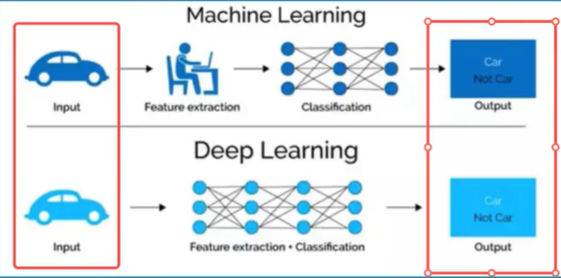 Machine Learning
Car
Not Car
Input
Feature extraction
Classification
Output
Deep Learning
Car
Not Car
Input
Feature extraction + Classification
Output